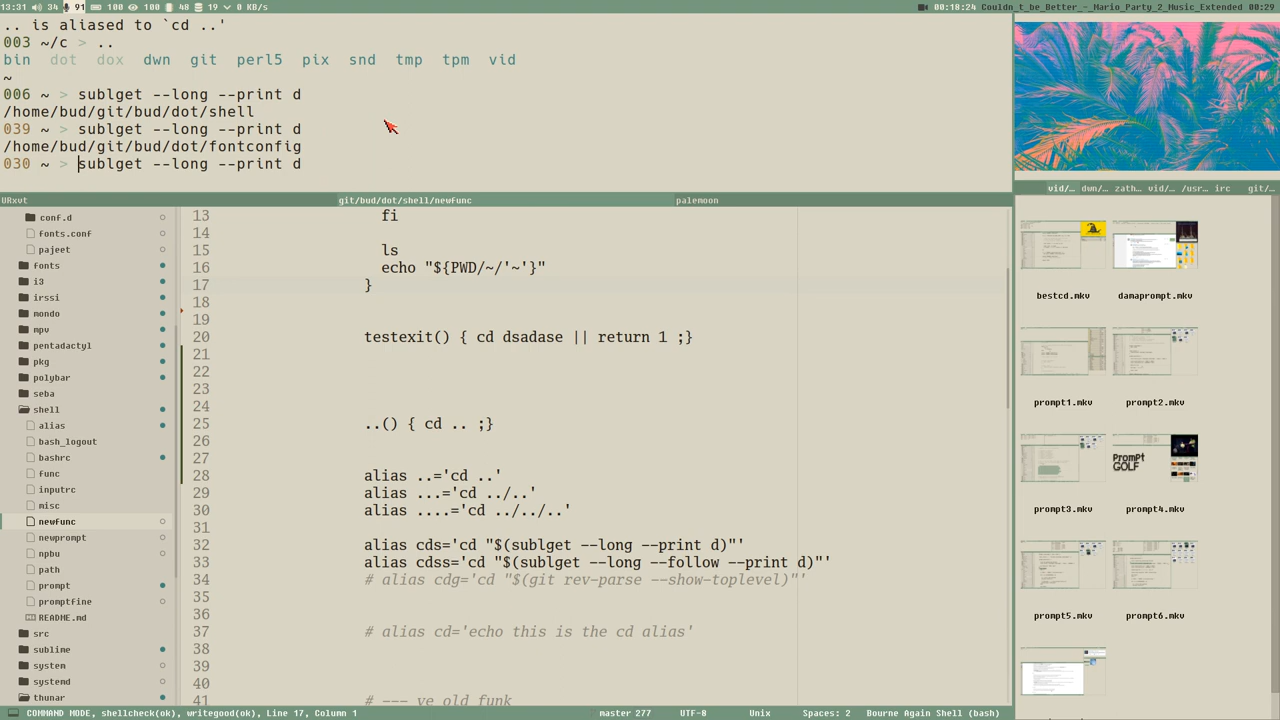 13:31 34 91 100 100 48 19 0 KB/s 00:18:24 Couldn_t_be_Better_-_Mario_Party_2_Music_Extended 00:29
.. is aliased to `cd ..'
003 ~/c > ..
bin dot dox dwn git perl5 pix snd tmp tpm vid
~
006 ~ > sublget --long --print d
/home/bud/git/bud/dot/shell
039 ~ > sublget --long --print d
/home/bud/git/bud/dot/fontconfig
030 ~ > sublget --long --print d
vid/… dwn/… zath… vid/… /usr… irc git/…
URxvt git/bud/dot/shell/newfunc palemoon
conf.d
fonts.conf
pajeet
fonts
i3
irssi
mondo
mpv
pentadactyl
pkg
polybar
seba
shell
alias
bash_logout
bashrc
func
inputrc
misc
newfunc
newprompt
npbu
path
prompt
promptfine
README.md
src
sublime
system
systemd
thunar
13 fi
14
15 ls
16 echo "${PWD/~/'~'}"
17 }
18
19
20 testexit() { cd dsadase || return 1 ;}
21
22
23
24
25 ..() { cd .. ;}
26
27
28 alias ..='cd ..'
29 alias ...='cd ../..'
30 alias ....='cd ../../..'
31
32 alias cds='cd "$(sublget --long --print d)"'
33 alias cdss='cd "$(sublget --long --follow --print d)"'
34 # alias cdg='cd "$(git rev-parse --show-toplevel)"'
35
36
37 # alias cd='echo this is the cd alias'
38
39
40
41 # --- ye old funk
bestcd.mkv damaprompt.mkv
prompt1.mkv prompt2.mkv
PromPt
GOLF
prompt3.mkv prompt4.mkv
prompt5.mkv prompt6.mkv
COMMAND MODE, shellcheck(ok), writegood(ok), Line 17, Column 1 master 277 UTF-8 Unix Spaces: 2 Bourne Again Shell (bash)